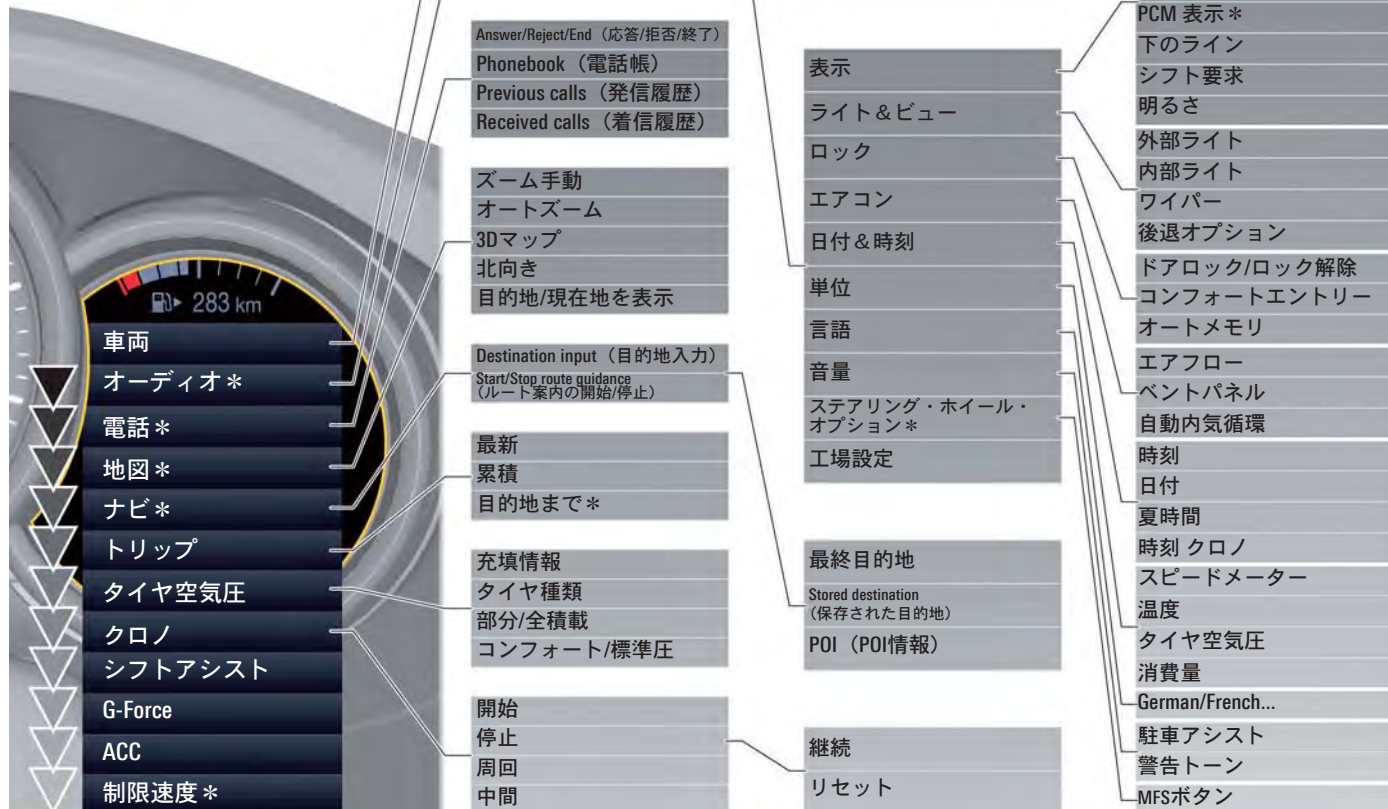 283 km
車両
オーディオ＊
電話＊
地図＊
ナビ＊
トリップ
タイヤ空気圧
クロノ
シフトアシスト
G-Force
ACC
制限速度＊
Answer/Reject/End（応答/拒否/終了）
Phonebook（電話帳）
Previous calls（発信履歴）
Received calls（着信履歴）
ズーム手動
オートズーム
3Dマップ
北向き
目的地/現在地を表示
Destination input（目的地入力）
Start/Stop route guidance
（ルート案内の開始/停止）
最新
累積
目的地まで＊
充填情報
タイヤ種類
部分/全積載
コンフォート/標準圧
開始
停止
周回
中間
表示
ライト＆ビュー
ロック
エアコン
日付＆時刻
単位
言語
音量
ステアリング・ホイール・
オプション＊
工場設定
最終目的地
Stored destination
（保存された目的地）
POI（POI情報）
継続
リセット
PCM 表示＊
下のライン
シフト要求
明るさ
外部ライト
内部ライト
ワイパー
後退オプション
ドアロック/ロック解除
コンフォートエントリー
オートメモリ
エアフロー
ベントパネル
自動内気循環
時刻
日付
夏時間
時刻 クロノ
スピードメーター
温度
タイヤ空気圧
消費量
German/French...
駐車アシスト
警告トーン
MFSボタン